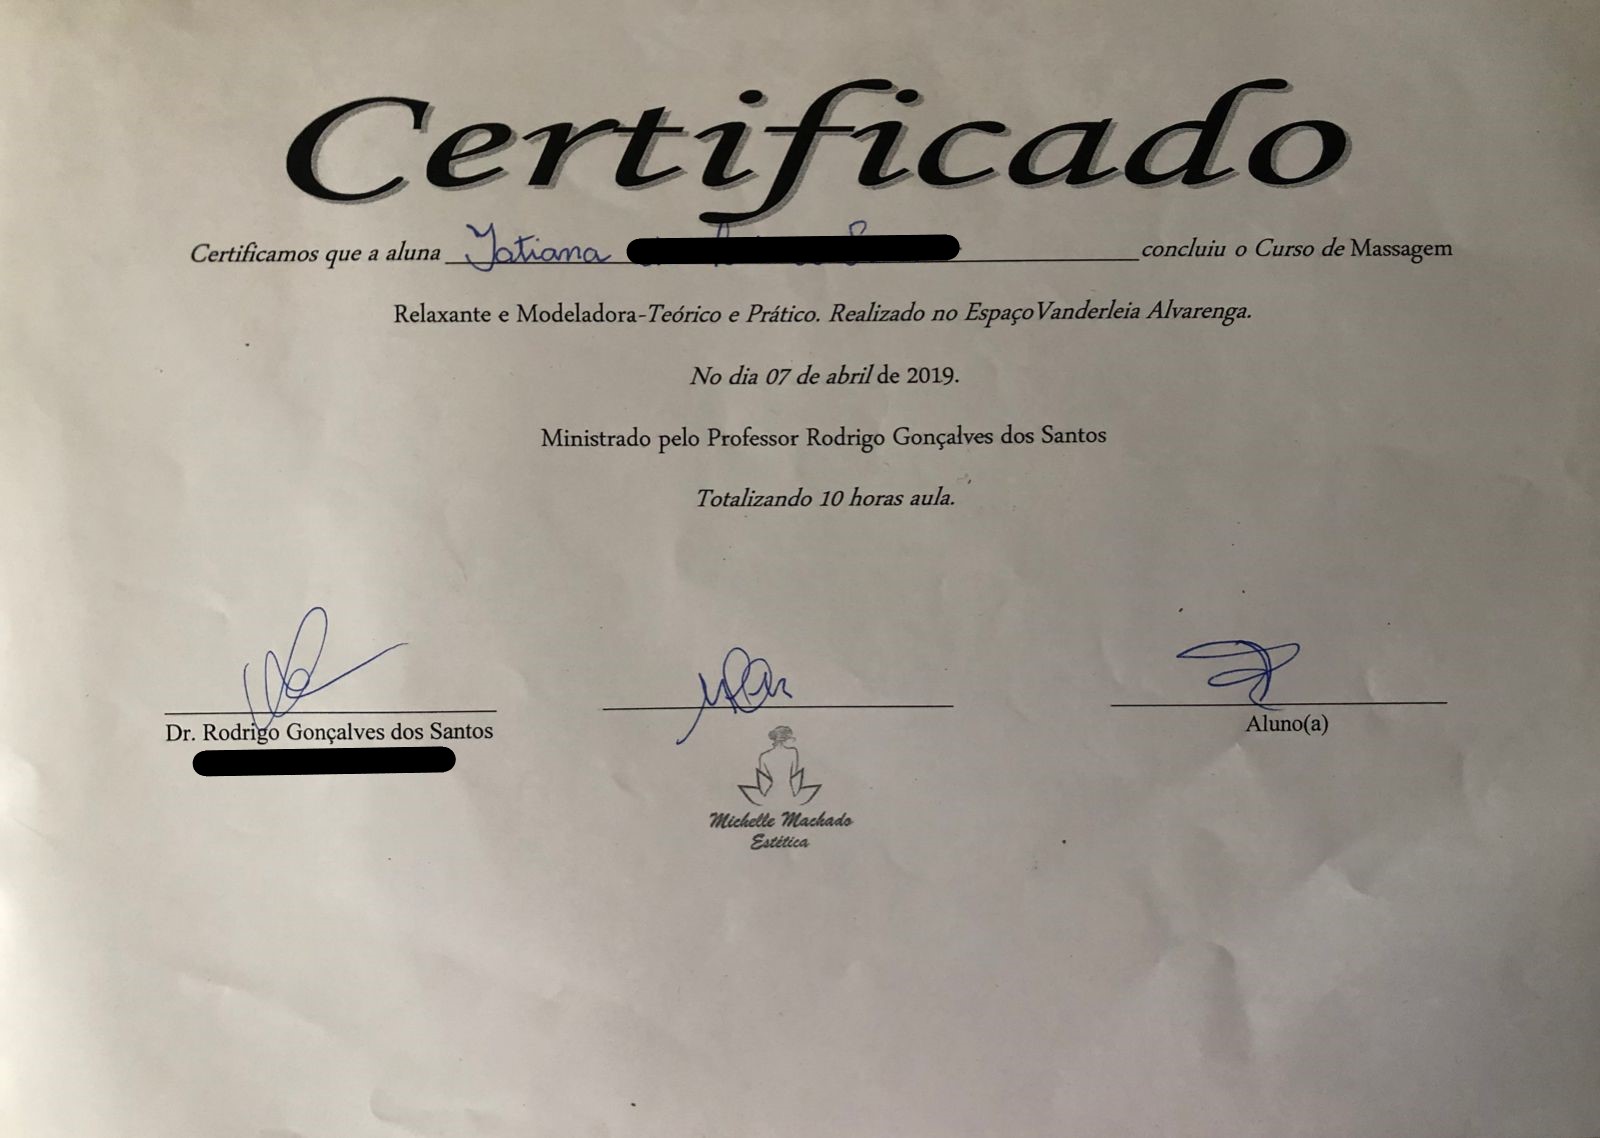 Certificado
Certificamos que a aluna Tatiana concluiu o Curso de Massagem
Relaxante e Modeladora-Teórico e Prático. Realizado no Espaço Vanderleia Alvarenga.
No dia 07 de abril de 2019.
Ministrado pelo Professor Rodrigo Gonçalves dos Santos
Totalizando 10 horas aula.
Dr. Rodrigo Gonçalves dos Santos
Aluno(a)
Michelle Machado
Estética